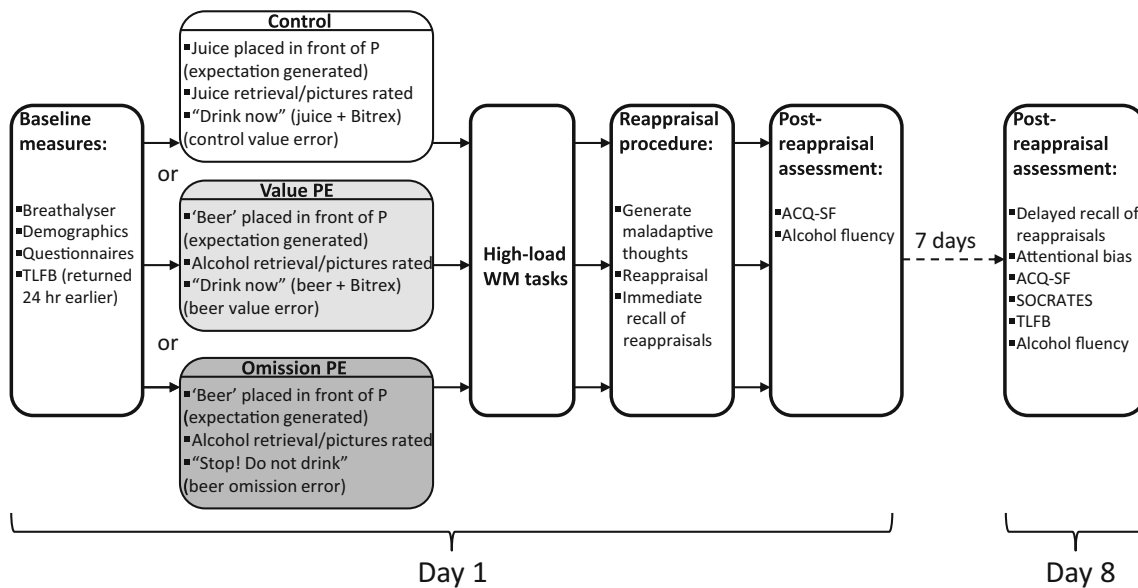 Baseline
measures:
▪Breathalyser
▪Demographics
▪Questionnaires
▪TLFB (returned
24 hr earlier)
or
or
Control
▪Juice placed in front of P
(expectation generated)
▪Juice retrieval/pictures rated
▪“Drink now” (juice + Bitrex)
(control value error)
Value PE
▪‘Beer’ placed in front of P
(expectation generated)
▪Alcohol retrieval/pictures rated
▪“Drink now” (beer + Bitrex)
(beer value error)
Omission PE
▪‘Beer’ placed in front of P
(expectation generated)
▪Alcohol retrieval/pictures rated
▪“Stop! Do not drink”
(beer omission error)
High-load
WM tasks
Reappraisal
procedure:
▪Generate
maladaptive
thoughts
▪Reappraisal
▪Immediate
recall of
reappraisals
Post-
reappraisal
assessment:
▪ACQ-SF
▪Alcohol fluency
7 days
Post-
reappraisal
assessment:
▪Delayed recall of
reappraisals
▪Attentional bias
▪ACQ-SF
▪SOCRATES
▪TLFB
▪Alcohol fluency
Day 1
Day 8